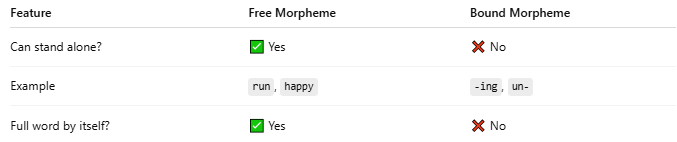 Feature Free Morpheme Bound Morpheme
Can stand alone? ✅ Yes ❌ No
Example run, happy -ing, un-
Full word by itself? ✅ Yes ❌ No